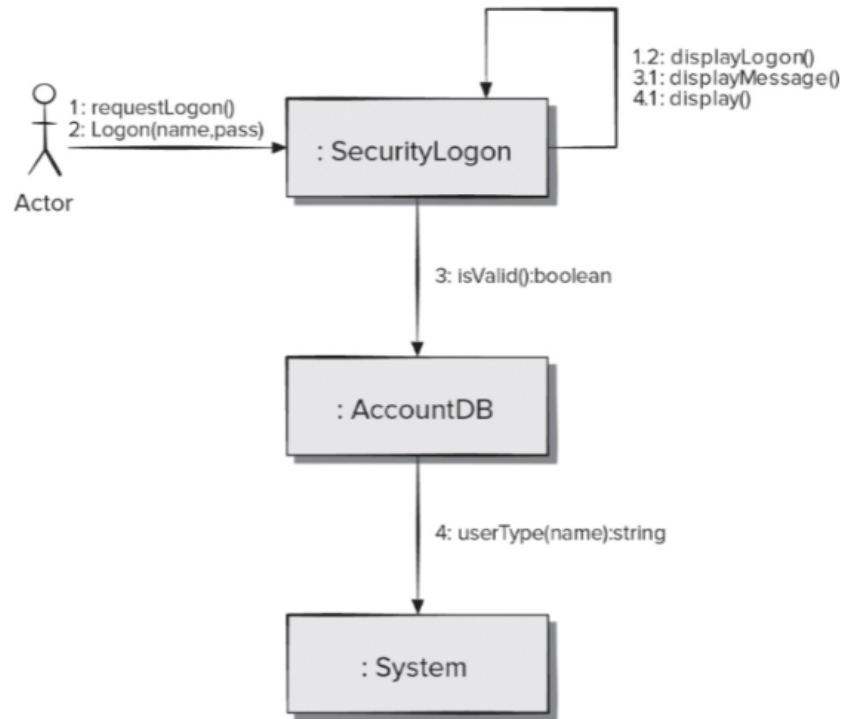 1.2: displayLogon()
3.1: displayMessage()
4.1: display()
1: requestLogon()
2: Logon(name,pass)
: SecurityLogon
Actor
3: isValid():boolean
: AccountDB
4: userType(name):string
: System